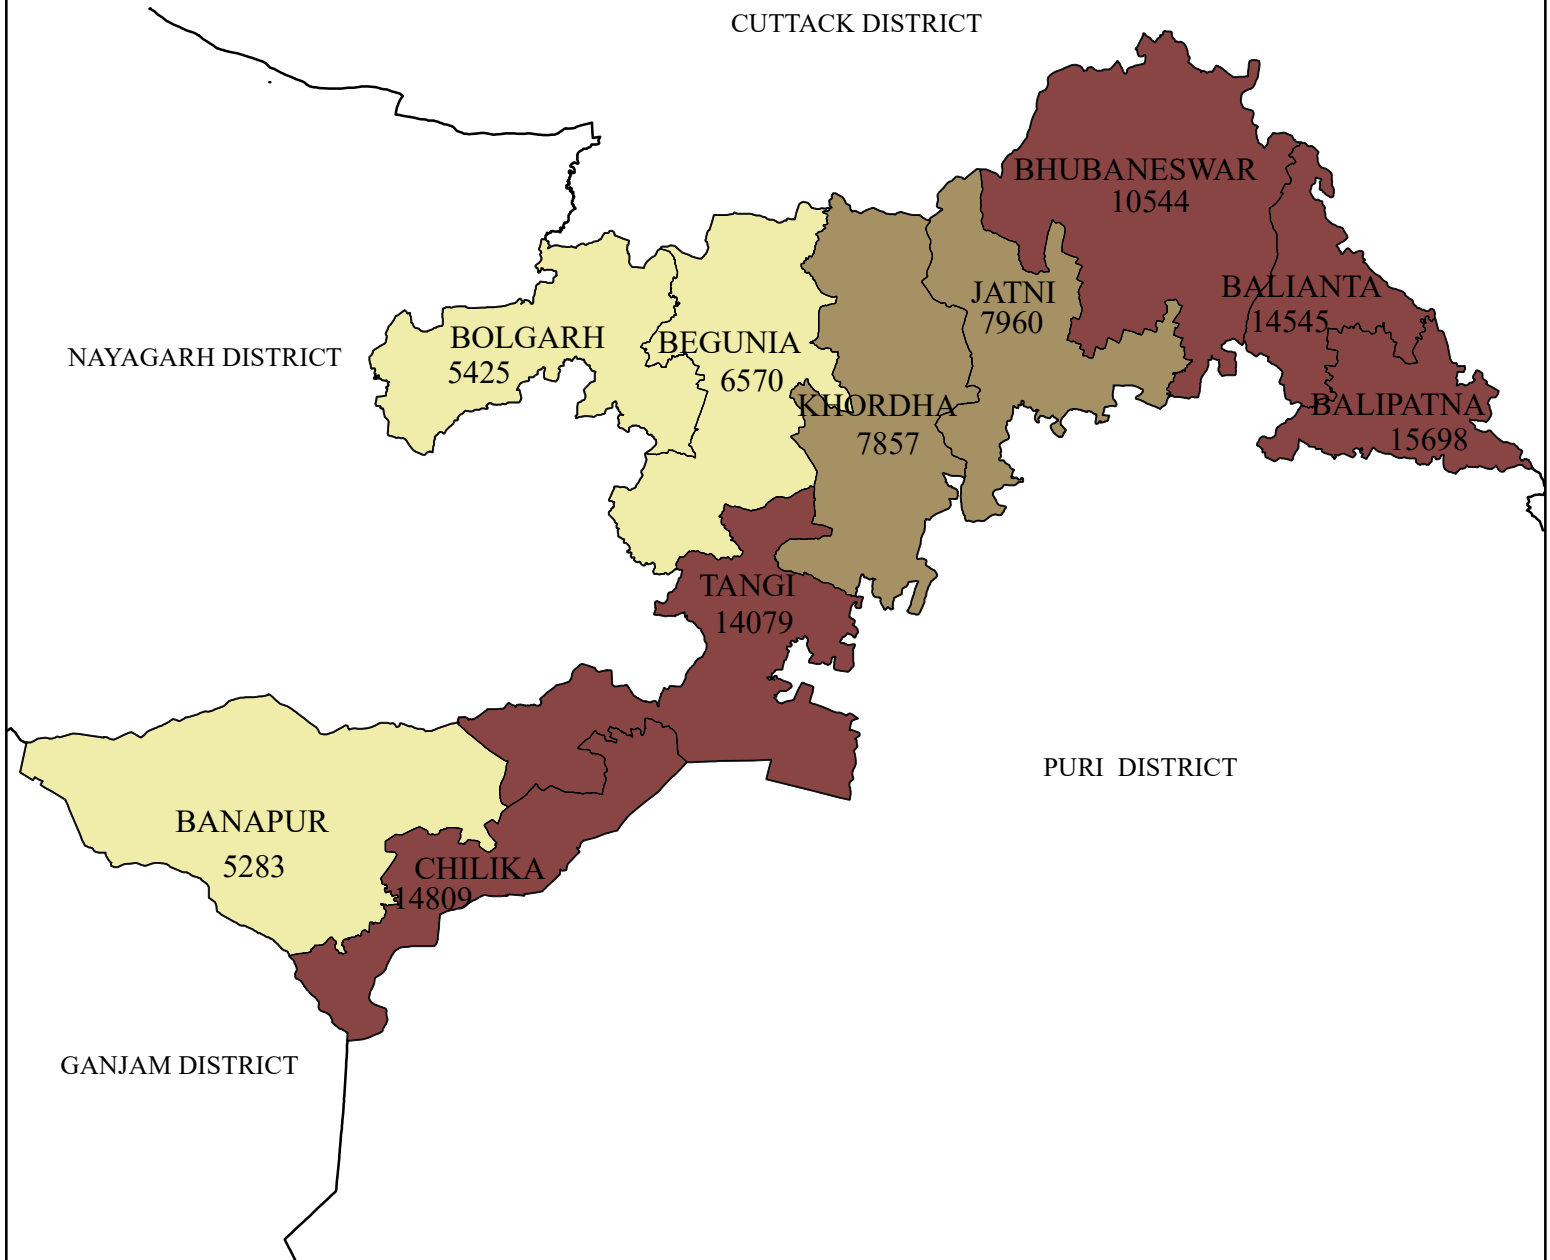 CUTTACK DISTRICT
BHUBANESWAR
10544
BALIANTA
14545
JATNI
7960
BOLGARH
5425
BEGUNIA
6570
NAYAGARH DISTRICT
KHORDHA
7857
BALIPATNA
15698
TANGI
14079
PURI  DISTRICT
BANAPUR
5283
CHILIKA
14809
GANJAM DISTRICT